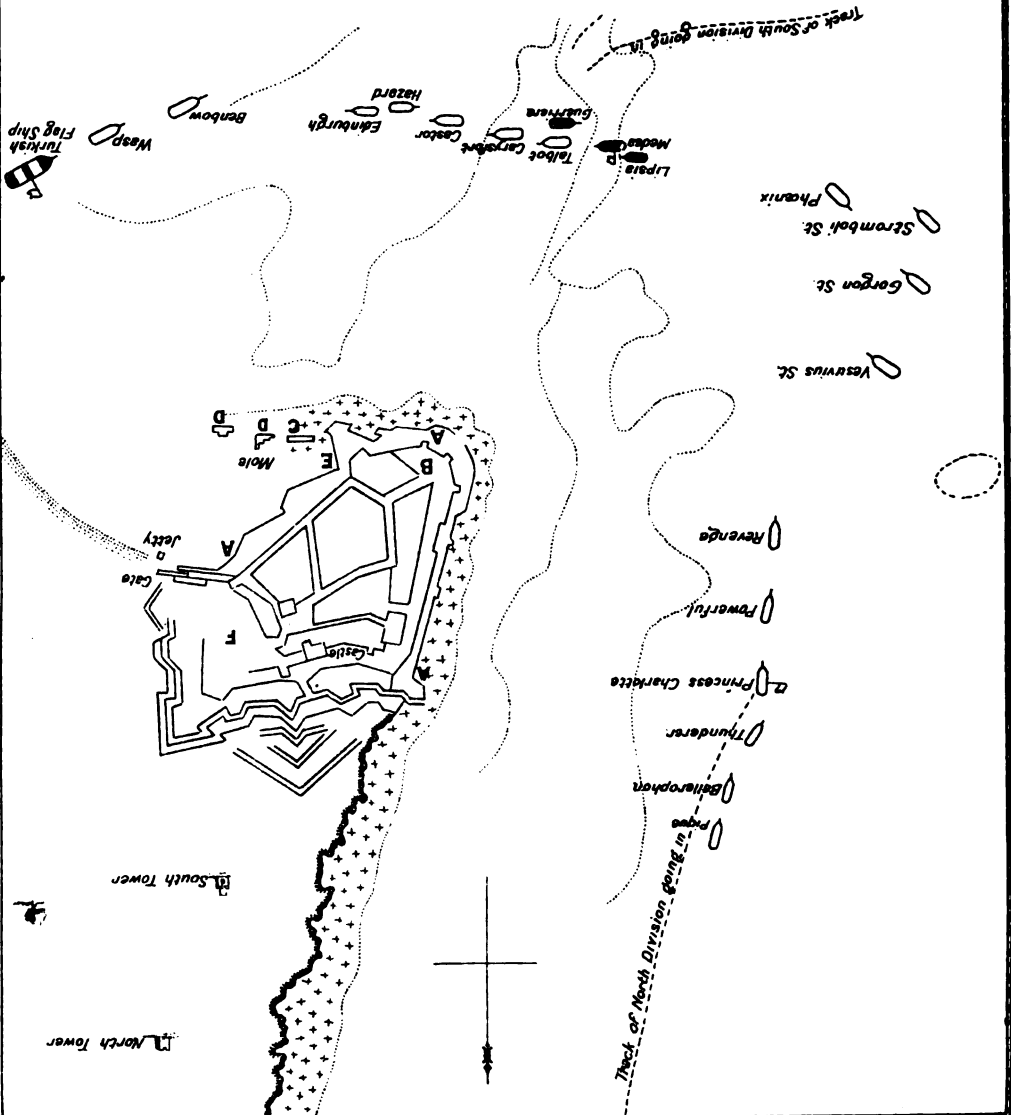 North Tower
Track of North Division going in
South Tower
Pique
Bellerophon
Thunderer
Princess Charlotte
A
Castle
F
Powerful
Gate
Jetty
A
Revenge
B
E
Mole
A
C
D
D
Vesuvius St.
Gorgon St.
Stromboli St.
Phœnix
Lipsia
Medea
Talbot
Carysfort
Castor
Edinburgh
Wasp
Turkish
Flag Ship
Benbow
Hazard
Track of South Division going in